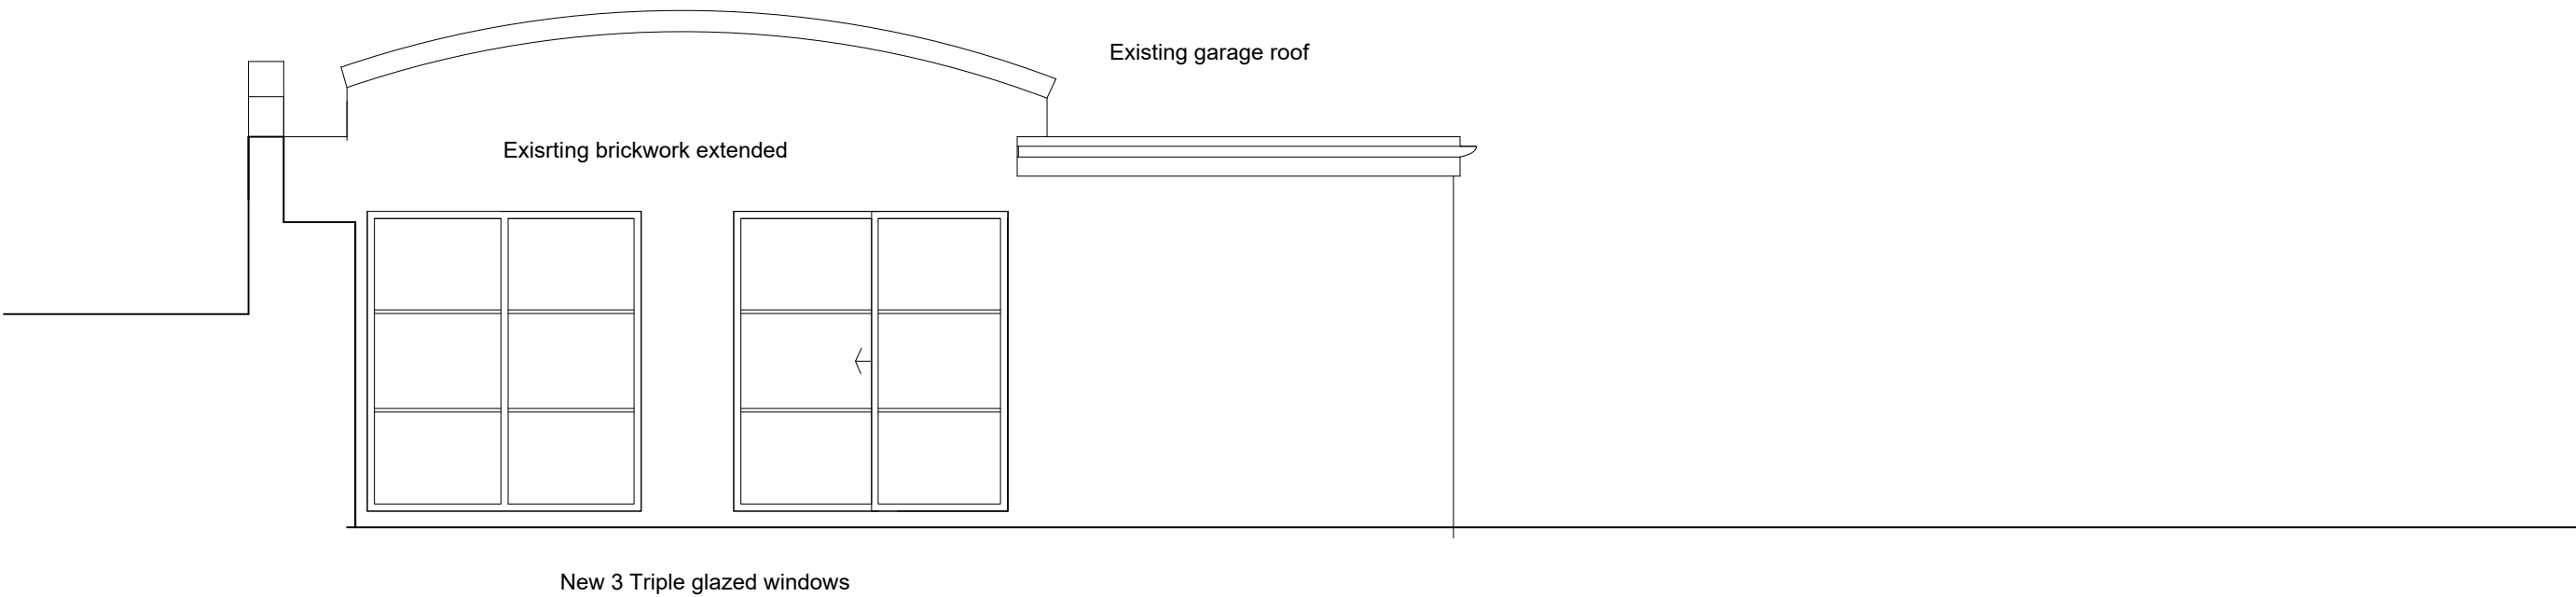 Existing garage roof
Exisrting brickwork extended
New 3 Triple glazed windows